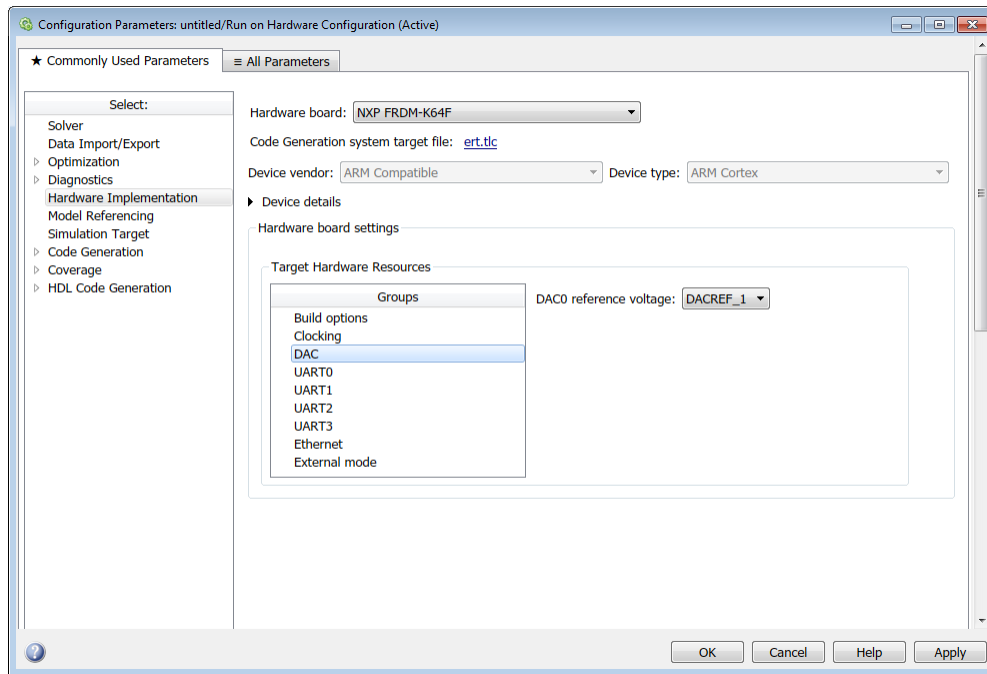 Configuration Parameters: untitled/Run on Hardware Configuration (Active)
★ Commonly Used Parameters
≡ All Parameters
Select:
Solver
Data Import/Export
Optimization
Diagnostics
Hardware Implementation
Model Referencing
Simulation Target
Code Generation
Coverage
HDL Code Generation
Hardware board: NXP FRDM-K64F
Code Generation system target file: ert.tlc
Device vendor: ARM Compatible Device type: ARM Cortex
Device details
Hardware board settings
Target Hardware Resources
Groups
Build options
Clocking
DAC
UART0
UART1
UART2
UART3
Ethernet
External mode
DAC0 reference voltage: DACREF_1
OK Cancel Help Apply